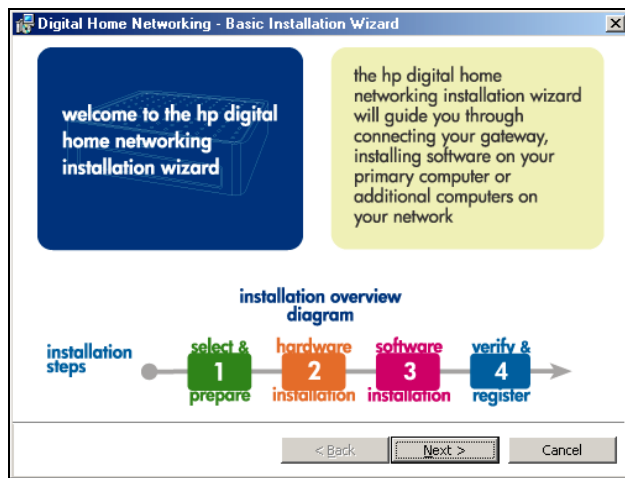 Digital Home Networking - Basic Installation Wizard
welcome to the hp digital
home networking
installation wizard
the hp digital home
networking installation wizard
will guide you through
connecting your gateway,
installing software on your
primary computer or
additional computers on
your network
installation overview
diagram
installation
steps
select &
1
prepare
hardware
2
installation
software
3
installation
verify &
4
register
< Back
Next >
Cancel